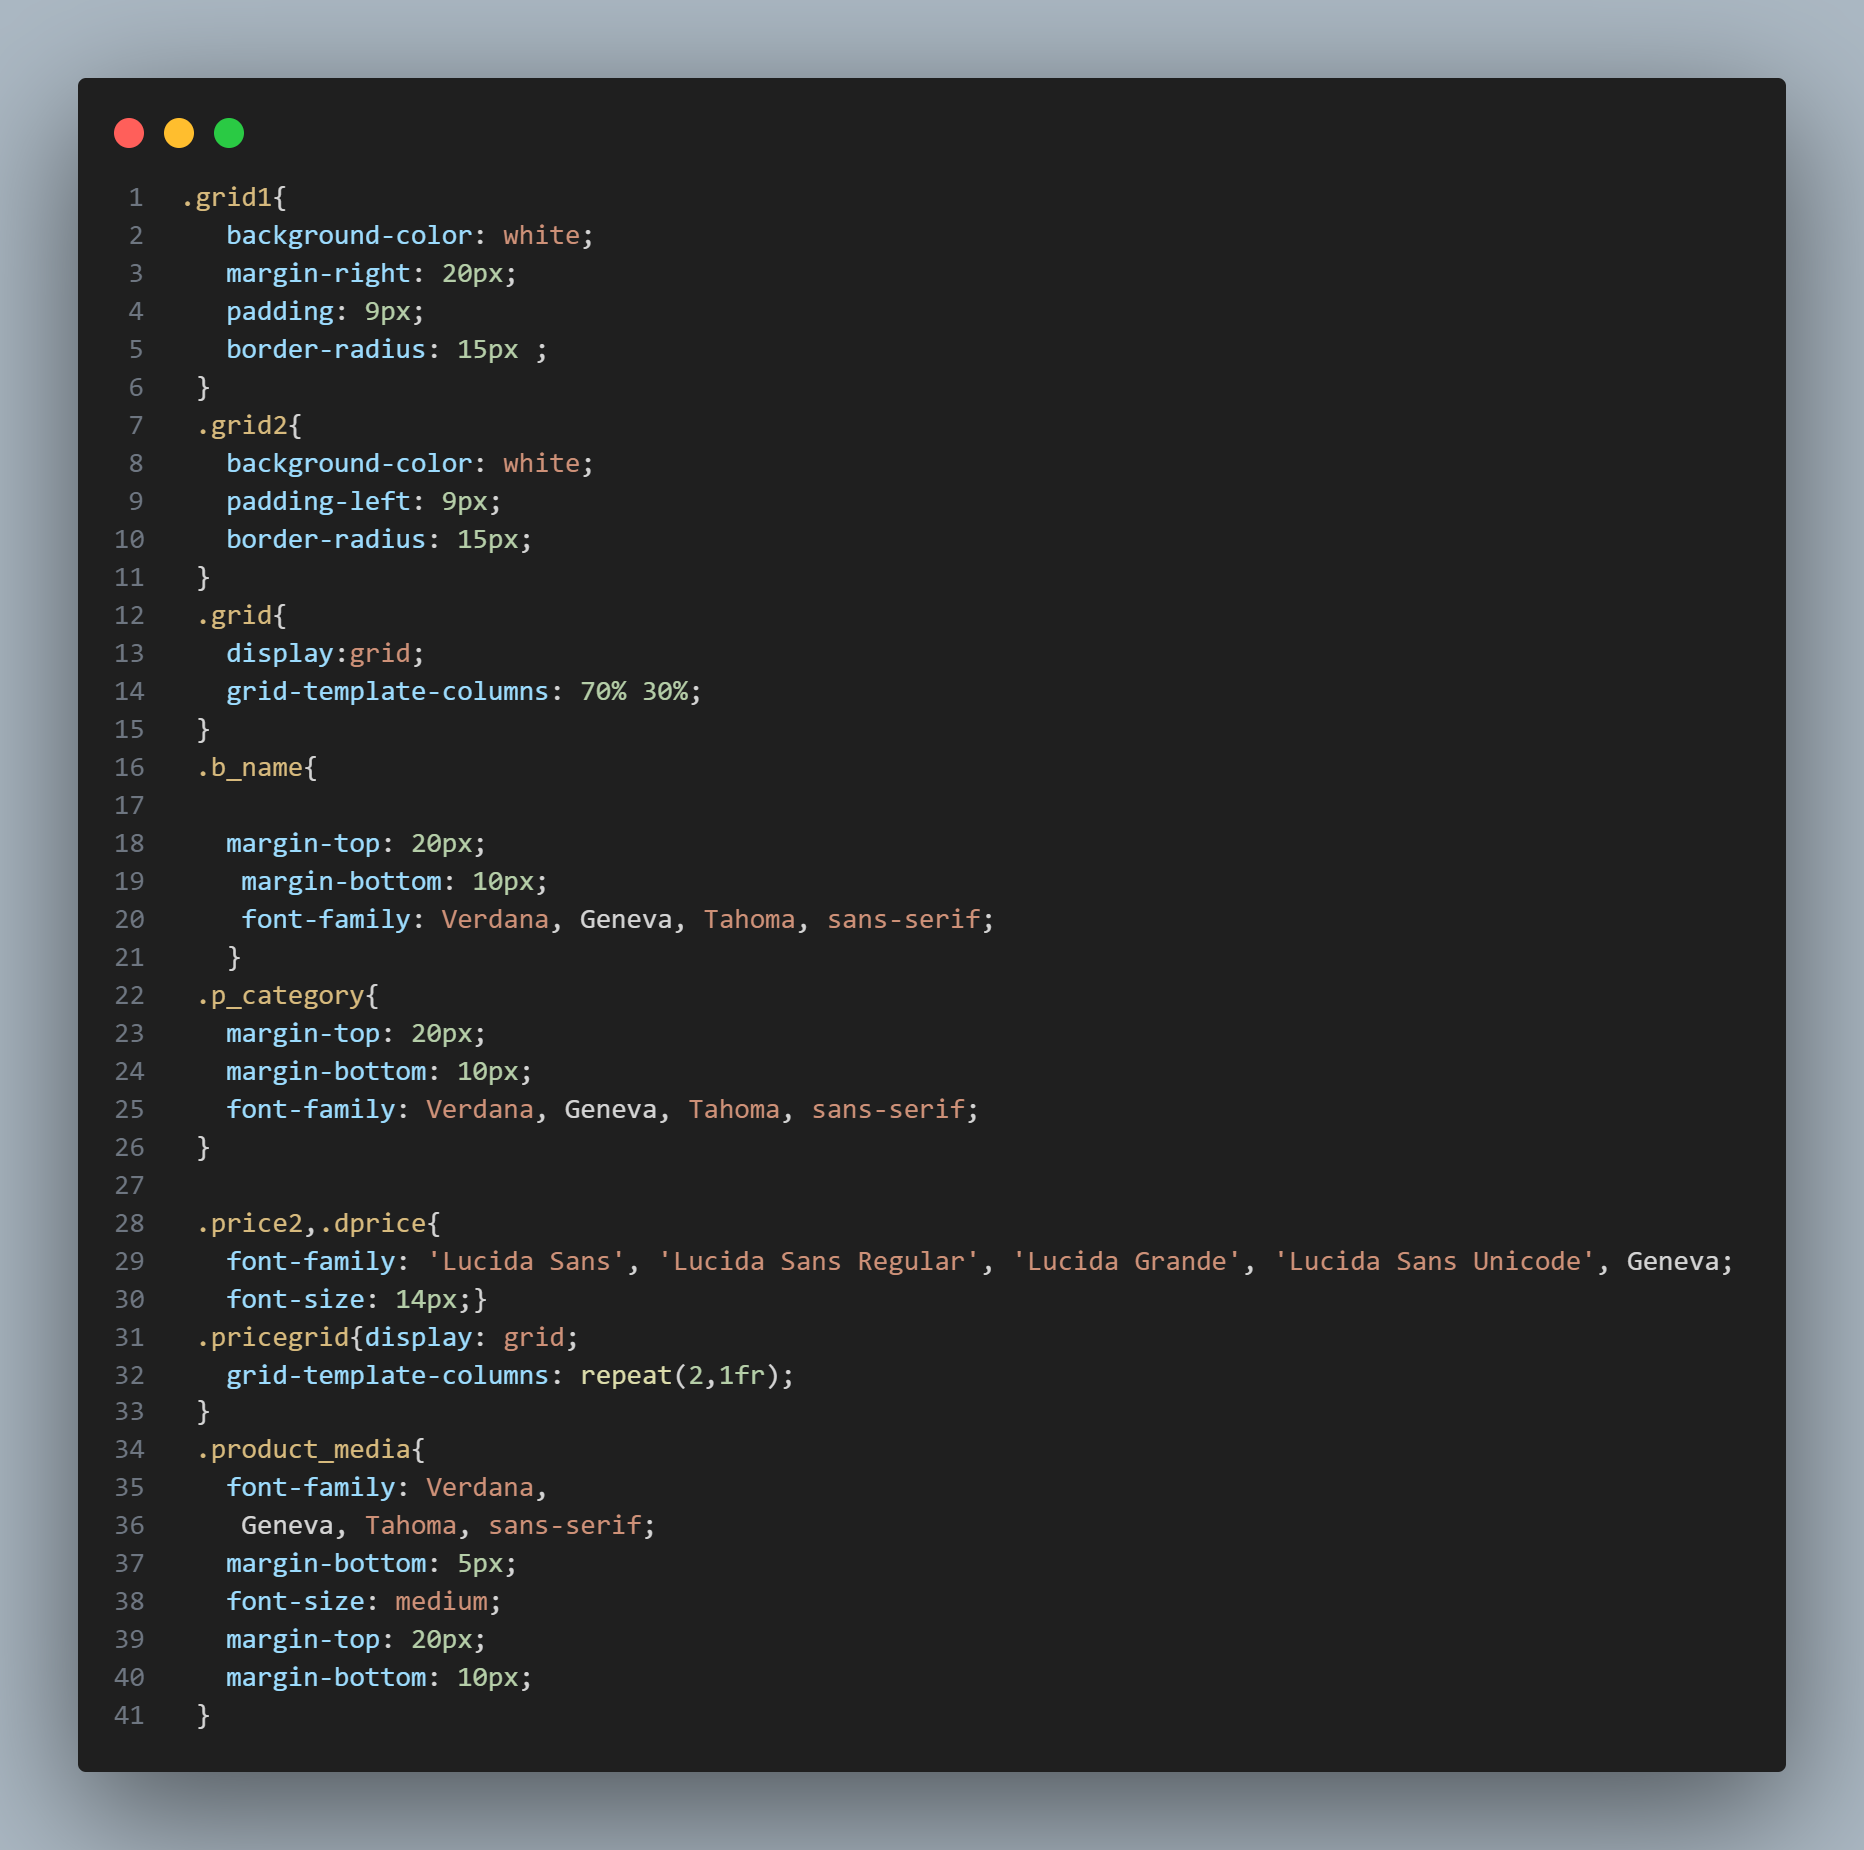 1 .grid1{
2 background-color: white;
3 margin-right: 20px;
4 padding: 9px;
5 border-radius: 15px ;
6 }
7 .grid2{
8 background-color: white;
9 padding-left: 9px;
10 border-radius: 15px;
11 }
12 .grid{
13 display:grid;
14 grid-template-columns: 70% 30%;
15 }
16 .b_name{
17
18 margin-top: 20px;
19 margin-bottom: 10px;
20 font-family: Verdana, Geneva, Tahoma, sans-serif;
21 }
22 .p_category{
23 margin-top: 20px;
24 margin-bottom: 10px;
25 font-family: Verdana, Geneva, Tahoma, sans-serif;
26 }
27
28 .price2,.dprice{
29 font-family: 'Lucida Sans', 'Lucida Sans Regular', 'Lucida Grande', 'Lucida Sans Unicode', Geneva;
30 font-size: 14px;}
31 .pricegrid{display: grid;
32 grid-template-columns: repeat(2,1fr);
33 }
34 .product_media{
35 font-family: Verdana,
36 Geneva, Tahoma, sans-serif;
37 margin-bottom: 5px;
38 font-size: medium;
39 margin-top: 20px;
40 margin-bottom: 10px;
41 }